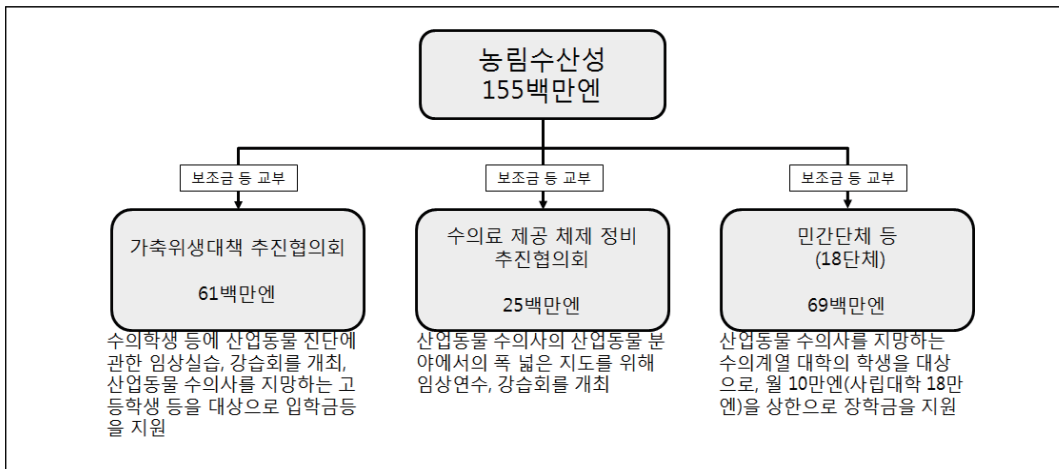 농림수산성
155백만엔
보조금 등 교부
보조금 등 교부
보조금 등 교부
가축위생대책 추진협의회
61백만엔
수의학생 등에 산업동물 진단에
관한 임상실습, 강습회를 개최,
산업동물 수의사를 지망하는 고
등학생 등을 대상으로 입학금등
을 지원
수의료 제공 체제 정비
추진협의회
25백만엔
산업동물 수의사의 산업동물 분
야에서의 폭 넓은 지도를 위해
임상연수, 강습회를 개최
민간단체 등
(18단체)
69백만엔
산업동물 수의사를 지망하는
수의계열 대학의 학생을 대상
으로, 월 10만엔(사립대학 18만
엔)을 상한으로 장학금을 지원